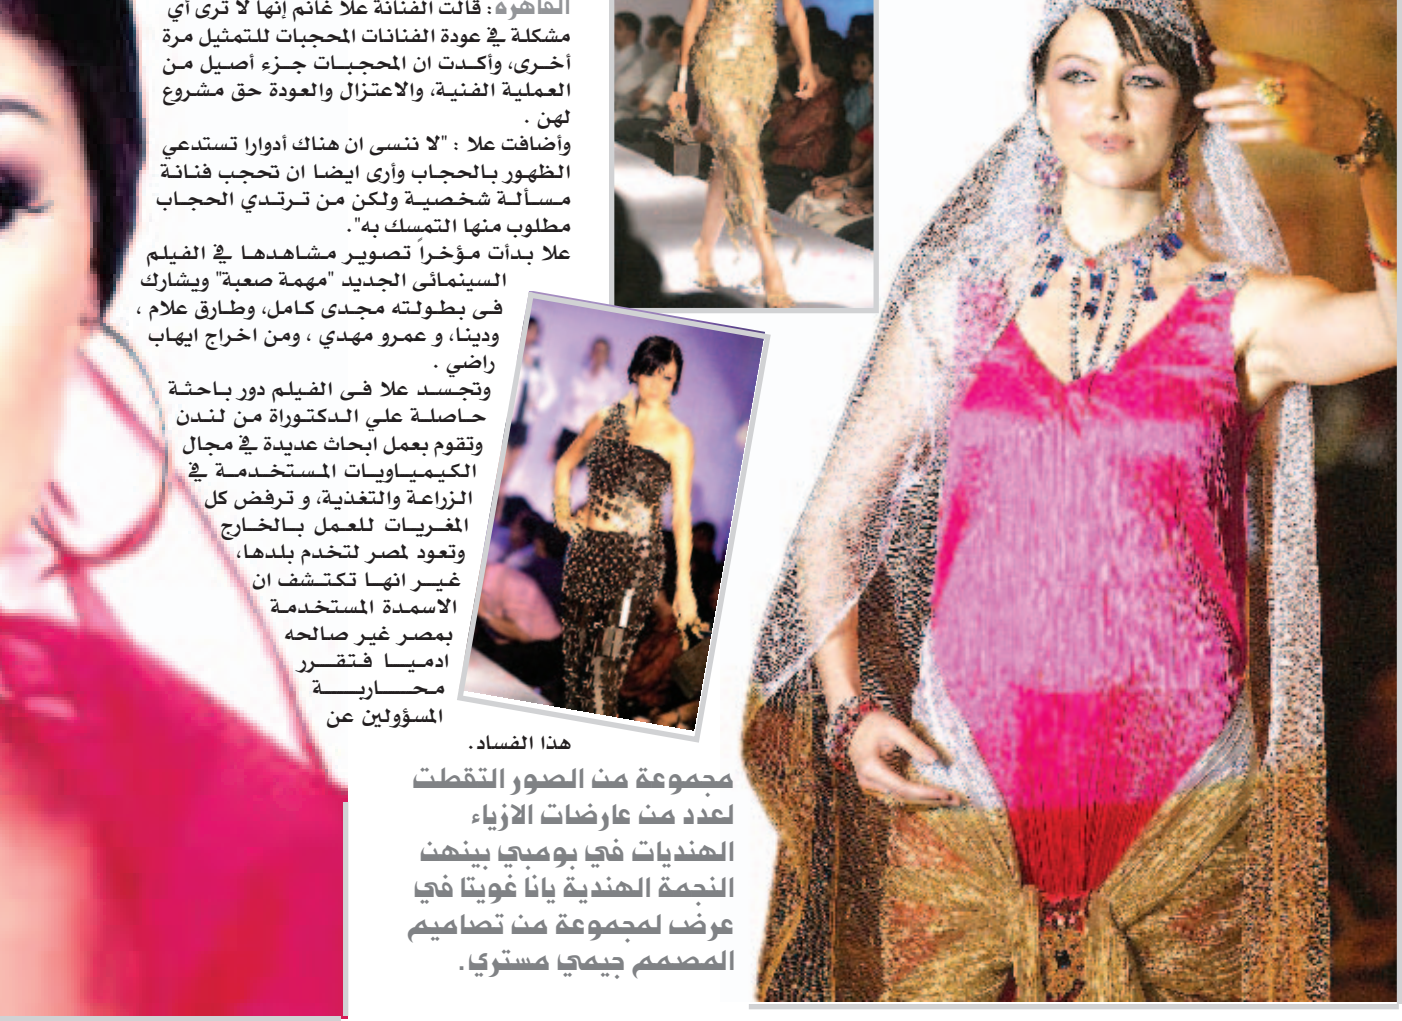 القاهرة: قالت الفنانة علا غانم إنها لا ترى أي
مشكلة في عودة الفنانات المحجبات للتمثيل مرة
أخرى، وأكدت ان المحجبات جزء أصيل من
العملية الفنية، والاعتزال والعودة حق مشروع
لهن .
وأضافت علا : "لا ننسى ان هناك أدوارا تستدعي
الظهور بالحجاب وأرى ايضا ان تحجب فنانة
مسألة شخصية ولكن من ترتدي الحجاب
مطلوب منها التمسك به".
علا بدأت مؤخراً تصوير مشاهدها في الفيلم
السينمائى الجديد "مهمة صعبة" ويشارك
فى بطولته مجدى كامل، وطارق علام ،
ودينا، و عمرو مهدي ، ومن اخراج ايهاب
راضي .
وتجسد علا فى الفيلم دور باحثة
حاصلة علي الدكتوراة من لندن
وتقوم بعمل ابحاث عديدة في مجال
الكيمياويات المستخدمة في
الزراعة والتغذية، و ترفض كل
المغريات للعمل بالخارج
وتعود لمصر لتخدم بلدها،
غير انها تكتشف ان
الاسمدة المستخدمة
بمصر غير صالحه
ادميا فتقرر
محاربة
المسؤولين عن
هذا الفساد.
مجموعة من الصور التقطت
لعدد من عارضات الازياء
الهنديات في بومبي بينهن
النجمة الهندية يانا غوبتا في
عرض لمجموعة من تصاميم
المصمم جيمي مستري.